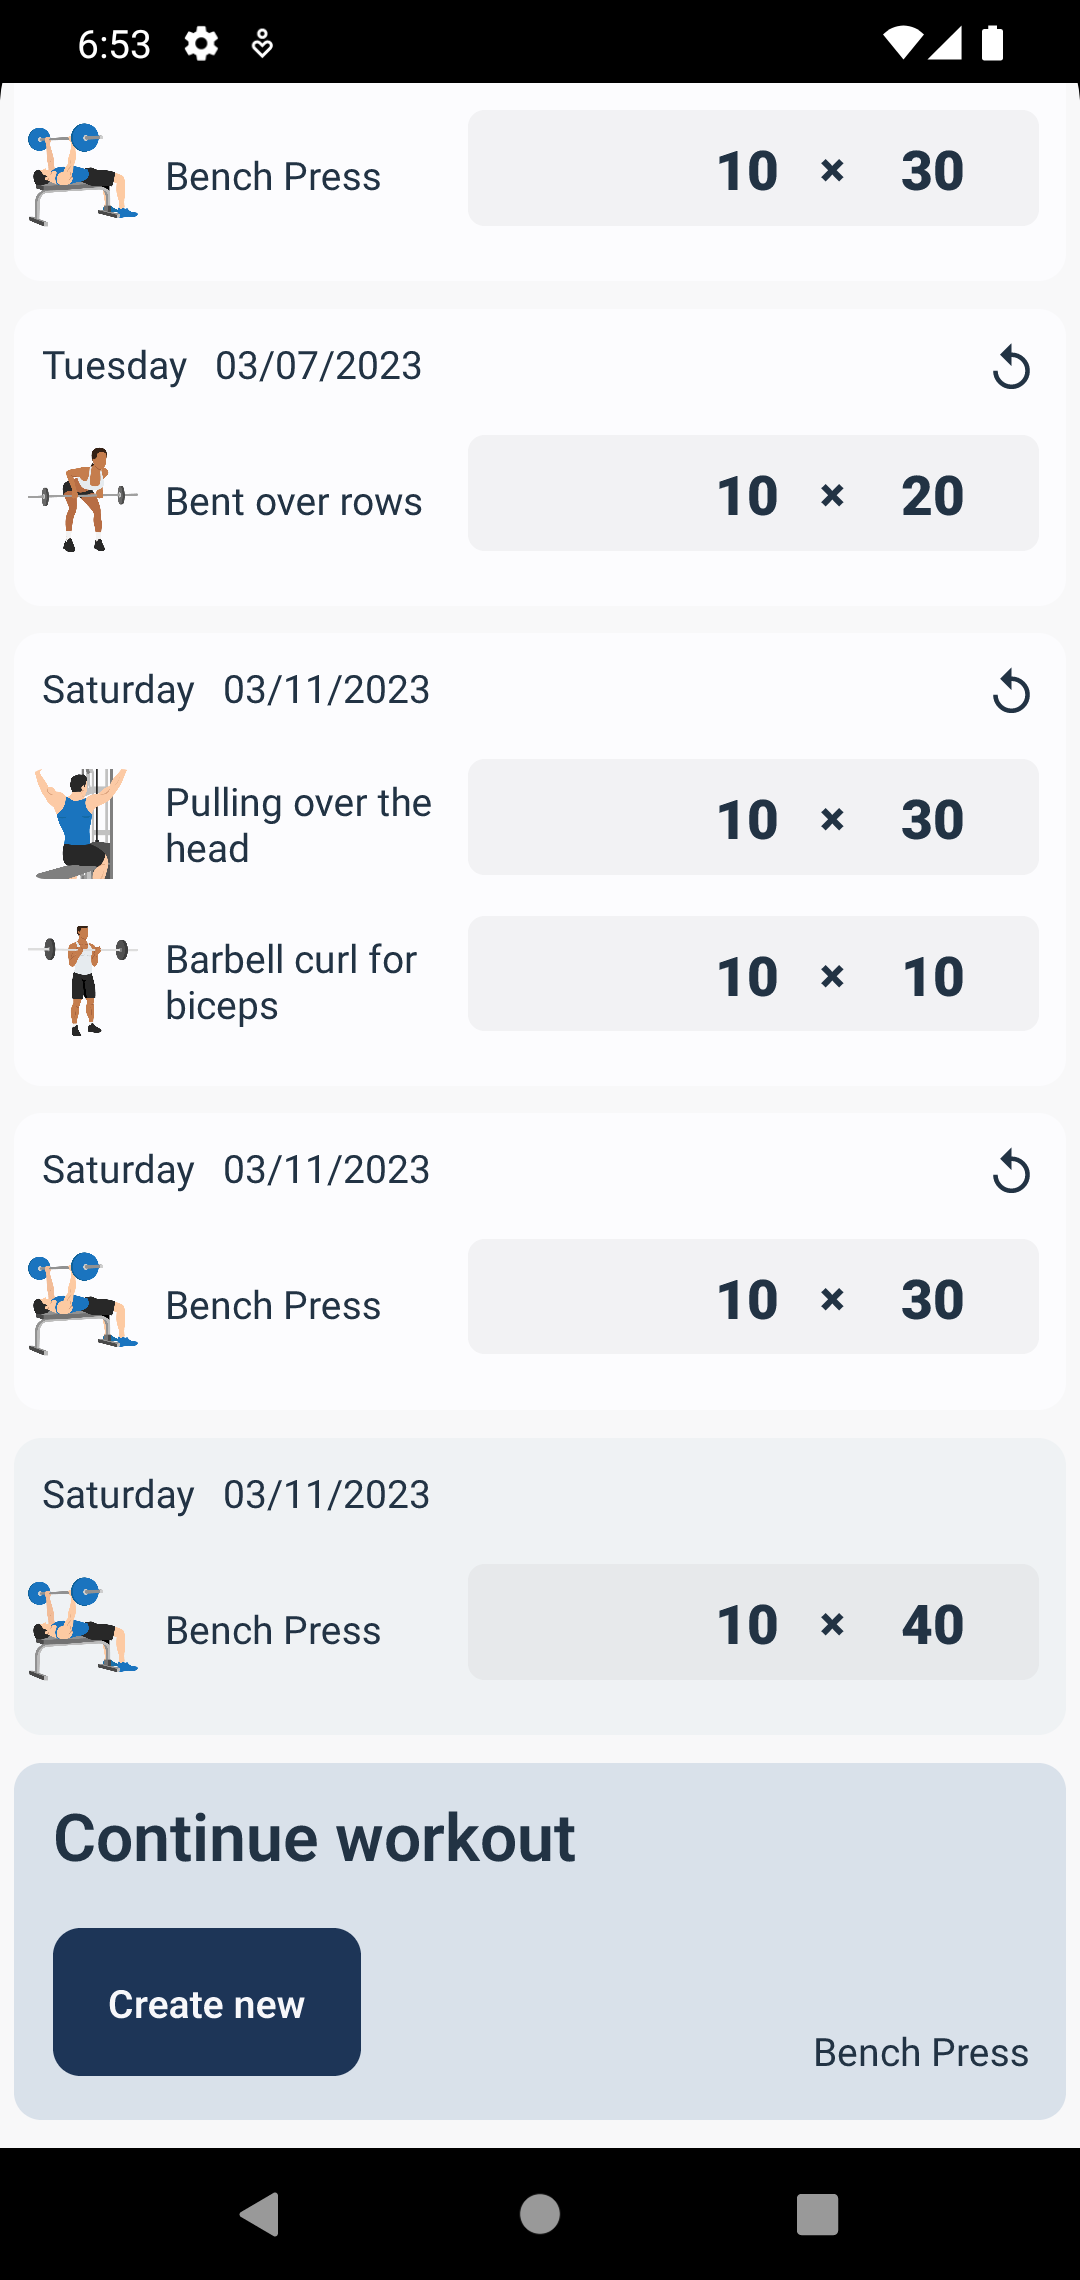 6:53
Bench Press 10 × 30
Tuesday 03/07/2023
Bent over rows 10 × 20
Saturday 03/11/2023
Pulling over the
head
10 × 30
Barbell curl for
biceps
10 × 10
Saturday 03/11/2023
Bench Press 10 × 30
Saturday 03/11/2023
Bench Press 10 × 40
Continue workout
Create new
Bench Press